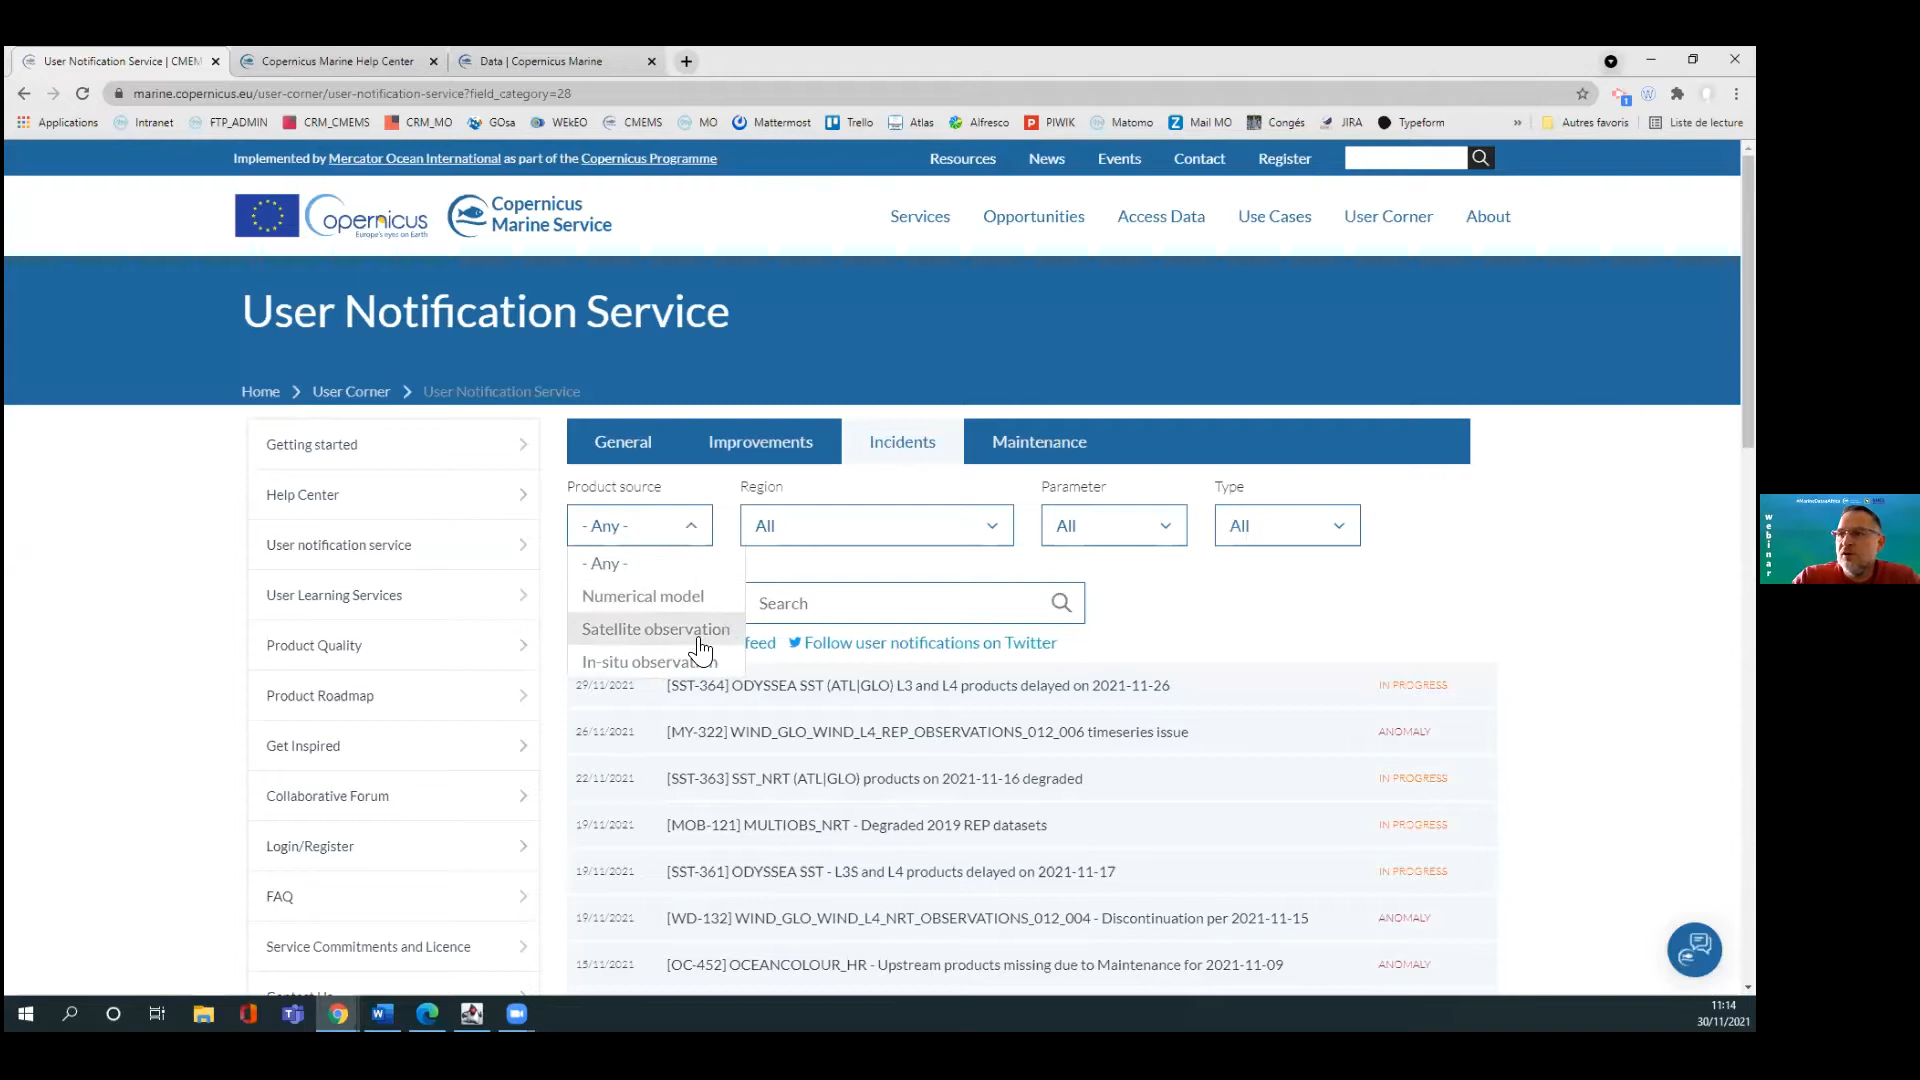 User Notification Service | CMEM
Copernicus Marine Help Center
Data | Copernicus Marine
marine.copernicus.eu/user-corner/user-notification-service?field_category=28
Applications Intranet FTP_ADMIN CRM_CMEMS CRM_MO GOsa WEkEO CMEMS MO Mattermost Trello Atlas Alfresco PIWIK Matomo Mail MO Congés JIRA Typeform » Autres favoris Liste de lecture
Implemented by Mercator Ocean International as part of the Copernicus Programme
Resources News Events Contact Register
Copernicus
Europe's eyes on Earth
Copernicus
Marine Service
Services Opportunities Access Data Use Cases User Corner About
User Notification Service
Home User Corner User Notification Service
Getting started
Help Center
User notification service
User Learning Services
Product Quality
Product Roadmap
Get Inspired
Collaborative Forum
Login/Register
FAQ
Service Commitments and Licence
General Improvements Incidents Maintenance
Product source Region Parameter Type
- Any - All All All
- Any -
Numerical model
Satellite observation
In-situ observation
Search
feed Follow user notifications on Twitter
29/11/2021 [SST-364] ODYSSEA SST (ATL|GLO) L3 and L4 products delayed on 2021-11-26 IN PROGRESS
26/11/2021 [MY-322] WIND_GLO_WIND_L4_REP_OBSERVATIONS_012_006 timeseries issue ANOMALY
22/11/2021 [SST-363] SST_NRT (ATL|GLO) products on 2021-11-16 degraded IN PROGRESS
19/11/2021 [MOB-121] MULTIOBS_NRT - Degraded 2019 REP datasets IN PROGRESS
19/11/2021 [SST-361] ODYSSEA SST - L3S and L4 products delayed on 2021-11-17 IN PROGRESS
19/11/2021 [WD-132] WIND_GLO_WIND_L4_NRT_OBSERVATIONS_012_004 - Discontinuation per 2021-11-15 ANOMALY
15/11/2021 [OC-452] OCEANCOLOUR_HR - Upstream products missing due to Maintenance for 2021-11-09 ANOMALY
webinar
11:14
30/11/2021